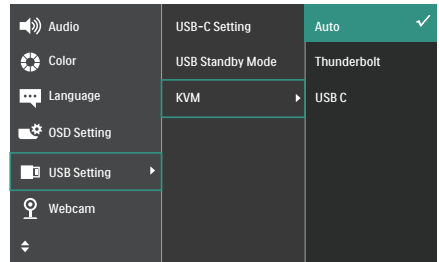 Audio
Color
Language
OSD Setting
USB Setting
Webcam
USB-C Setting
USB Standby Mode
KVM
Auto
Thunderbolt
USB C